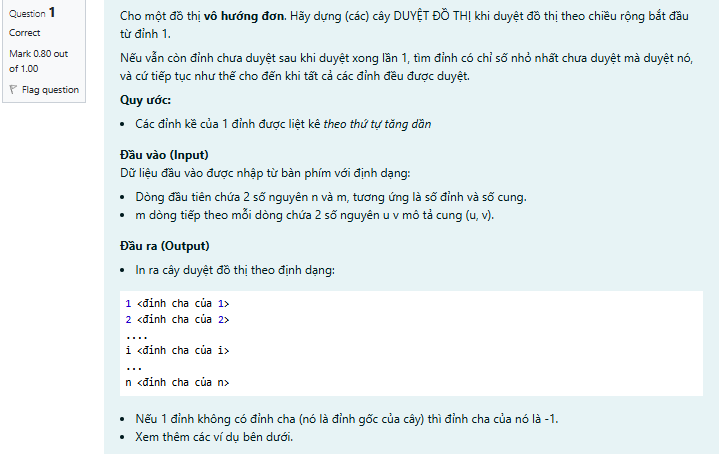 Question 1
Correct
Mark 0.80 out
of 1.00
Flag question
Cho một đồ thị vô hướng đơn. Hãy dựng (các) cây DUYỆT ĐỒ THỊ khi duyệt đồ thị theo chiều rộng bắt đầu
từ đỉnh 1.
Nếu vẫn còn đỉnh chưa duyệt sau khi duyệt xong lần 1, tìm đỉnh có chỉ số nhỏ nhất chưa duyệt mà duyệt nó,
và cứ tiếp tục như thế cho đến khi tất cả các đỉnh đều được duyệt.
Quy ước:
• Các đỉnh kề của 1 đỉnh được liệt kê theo thứ tự tăng dần
Đầu vào (Input)
Dữ liệu đầu vào được nhập từ bàn phím với định dạng:
• Dòng đầu tiên chứa 2 số nguyên n và m, tương ứng là số đỉnh và số cung.
• m dòng tiếp theo mỗi dòng chứa 2 số nguyên u v mô tả cung (u, v).
Đầu ra (Output)
• In ra cây duyệt đồ thị theo định dạng:
1 <đỉnh cha của 1>
2 <đỉnh cha của 2>
....
i <đỉnh cha của i>
...
n <đỉnh cha của n>
• Nếu 1 đỉnh không có đỉnh cha (nó là đỉnh gốc của cây) thì đỉnh cha của nó là -1.
• Xem thêm các ví dụ bên dưới.